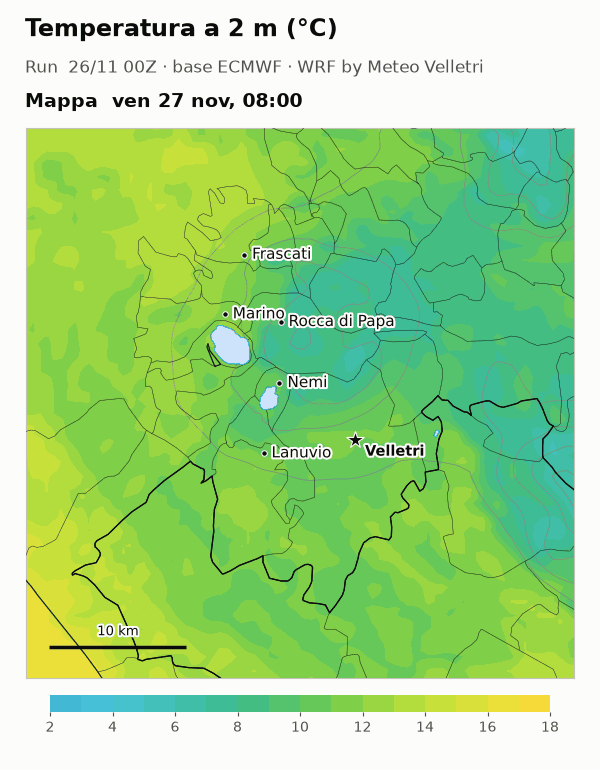 Temperatura a 2 m (°C)
Run 26/11 00Z · base ECMWF · WRF by Meteo Velletri
Mappa ven 27 nov, 08:00
Frascati
Marino
Rocca di Papa
Nemi
Velletri
Lanuvio
10 km
2 4 6 8 10 12 14 16 18